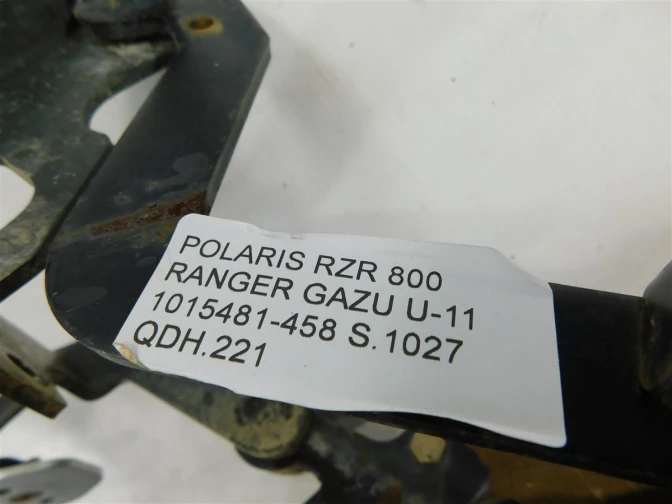 POLARIS RZR 800
RANGER GAZU U-11
1015481-458 S.1027
QDH.221